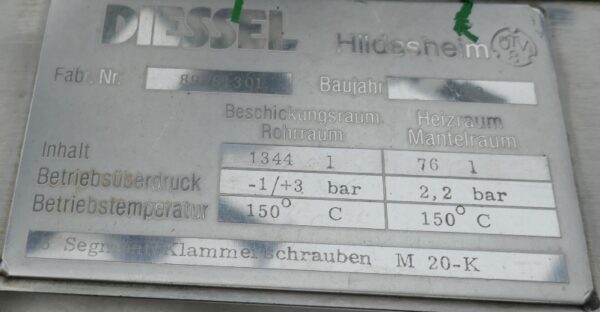 DIESSEL Hildesheim
Fabr. Nr. Baujahr
Beschickungsraum Heizraum
Rohrraum Mantelraum
Inhalt 1344 l 76 l
Betriebsüberdruck -1/+3 bar 2,2 bar
Betriebstemperatur 150° C 150° C
Klammerschrauben M 20-K